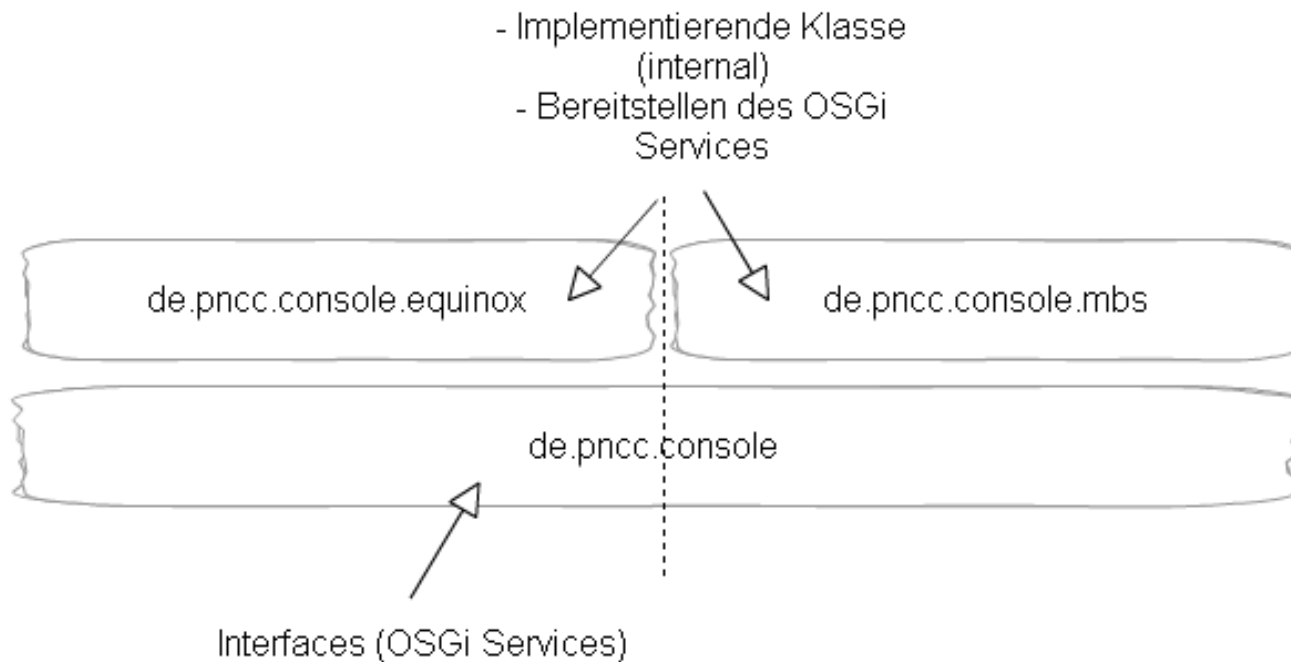 - Implementierende Klasse
(internal)
- Bereitstellen des OSGi
Services
de.pncc.console.equinox
de.pncc.console.mbs
de.pncc.console
Interfaces (OSGi Services)